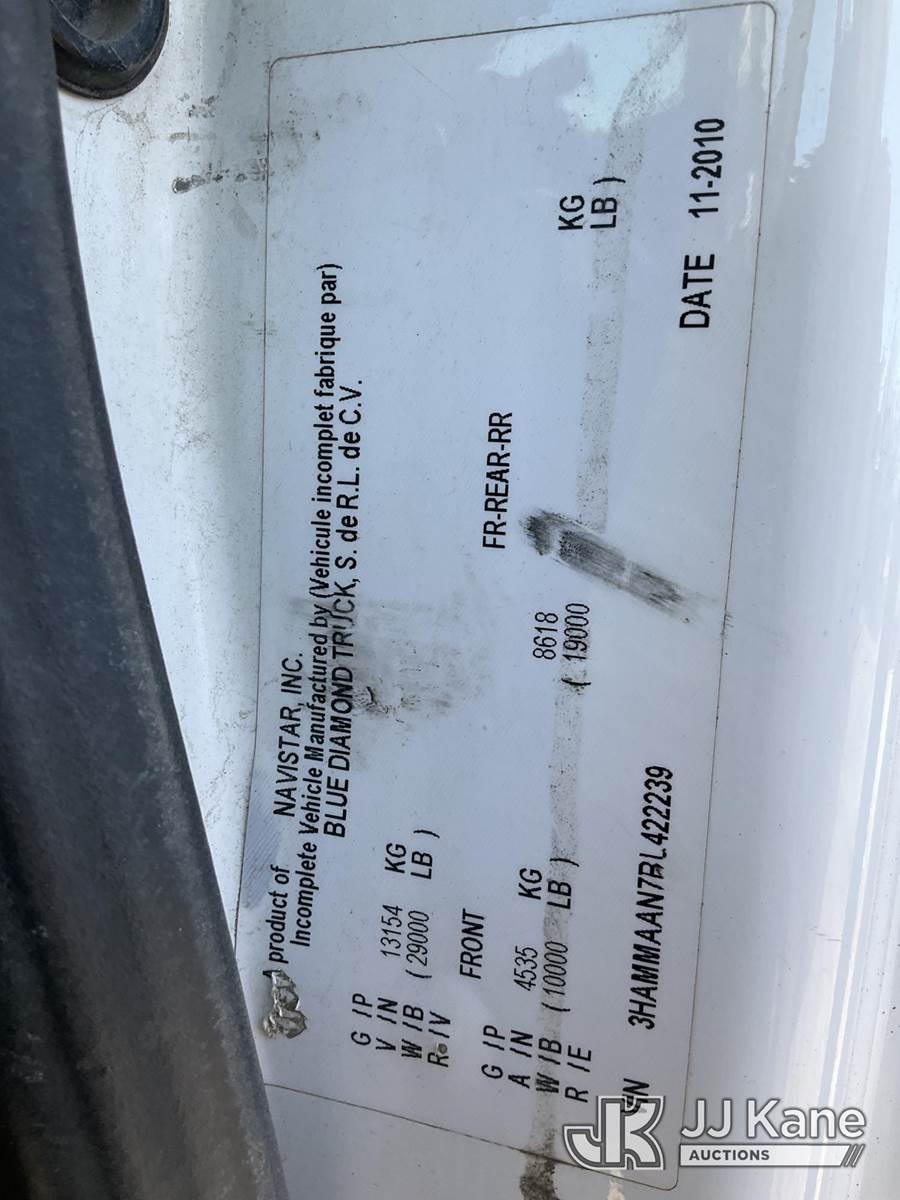 A product of NAVISTAR, INC.
Incomplete Vehicle Manufactured by (Vehicule incomplet fabrique par)
BLUE DIAMOND TRUCK, S. de R.L. de C.V.
G IP
V IN 13154 KG
W IB ( 29000 LB )
R IV
FRONT FR-REAR-RR
G IP
A IN 4535 KG 8618 KG
W IB ( 10000 LB ) ( 19000 LB )
R IE
3HAMMAAN7BL422239 DATE 11-2010
JK JJ Kane
AUCTIONS